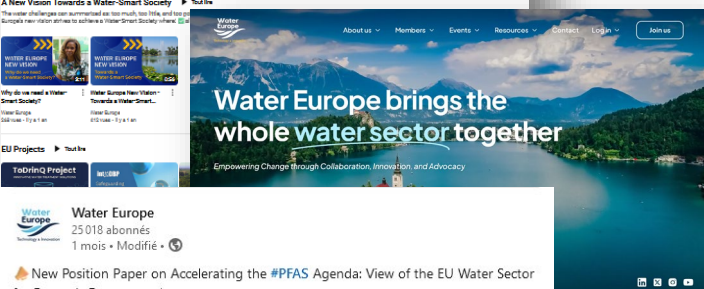 A New Vision Towards a Water-Smart Society ▶ Tout lire
The water challenges can summarized as: too much, too little, and too
Europe's new vision strives to achieve a Water-Smart Society where:
WATER EUROPE
NEW VISION
Why do we need
a Water-Smart Society?
WATER EUROPE
NEW VISION
Towards a
Water-Smart Society
Why do we need a Water-
Smart Society?
Water Europe
Water Europe New Vision -
Towards a Water-Smart...
Water Europe
EU Projects ▶ Tout lire
ToDrinQ Project
Water
Europe
About us
Members
Events
Resources
Contact
Log in
Join us
Water Europe brings the
whole water sector together
Empowering Change through Collaboration, Innovation, and Advocacy
Water
Europe
Technology & Innovation
Water Europe
25 018 abonnés
1 mois • Modifié •
New Position Paper on Accelerating the #PFAS Agenda: View of the EU Water Sector